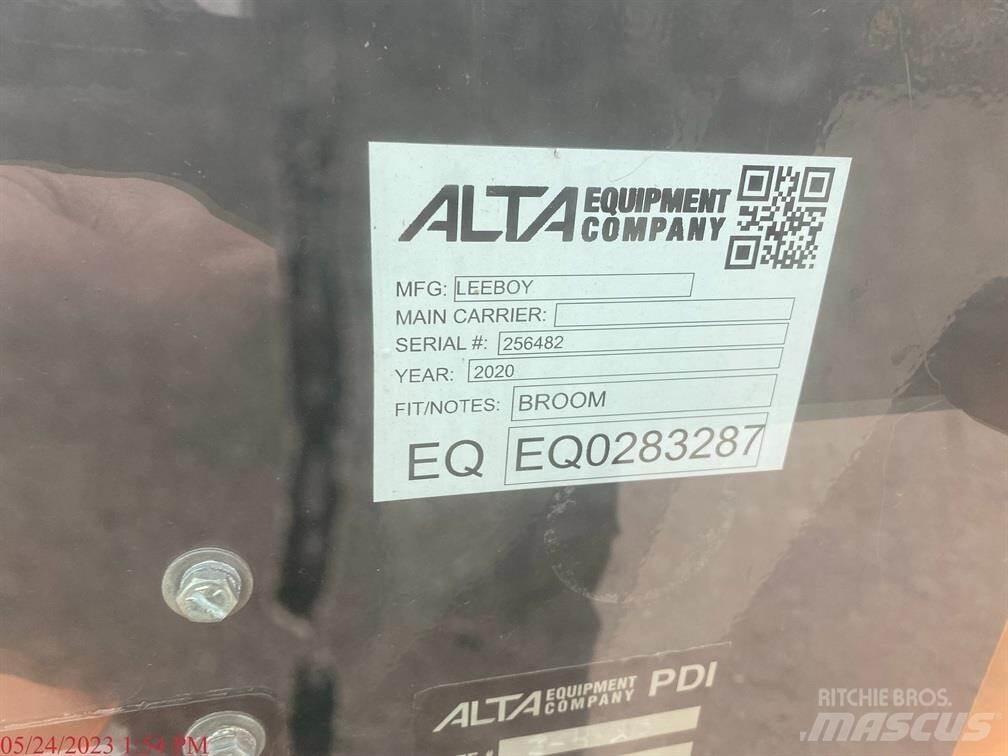 ALTA EQUIPMENT COMPANY
MFG: LEEBOY
MAIN CARRIER:
SERIAL #: 256482
YEAR: 2020
FIT/NOTES: BROOM
EQ EQ0283287
ALTA EQUIPMENT COMPANY PDI
RITCHIE BROS.
MASCUS
05/24/2023 1:54 PM